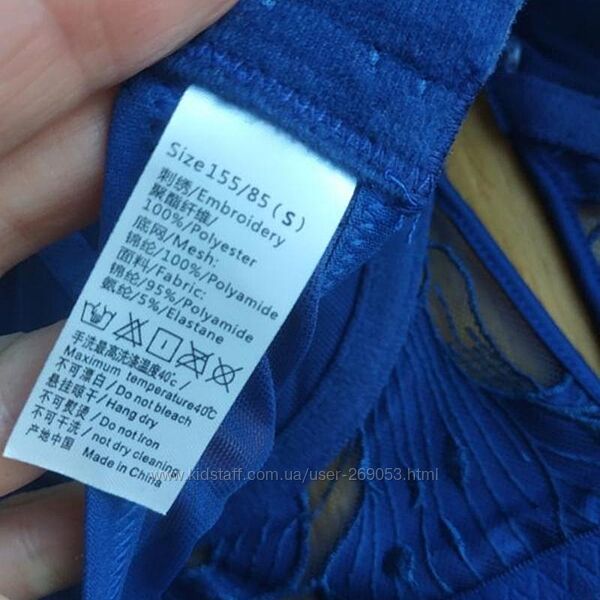 Size 155/85 (S)
刺绣/Embroidery
聚酯纤维/
100%/Polyester
底网/Mesh:
锦纶/100%/Polyamide
面料/Fabric:
锦纶/95%/Polyamide
氨纶/5%/Elastane
手洗最高洗涤温度40℃/
Maximum temperature40℃
不可漂白/Do not bleach
悬挂晾干/Hang dry
不可熨烫/Do not Iron
不可干洗/not dry cleaning
产地中国 Made in China
www.kidstaff.com.ua/user-269053.html